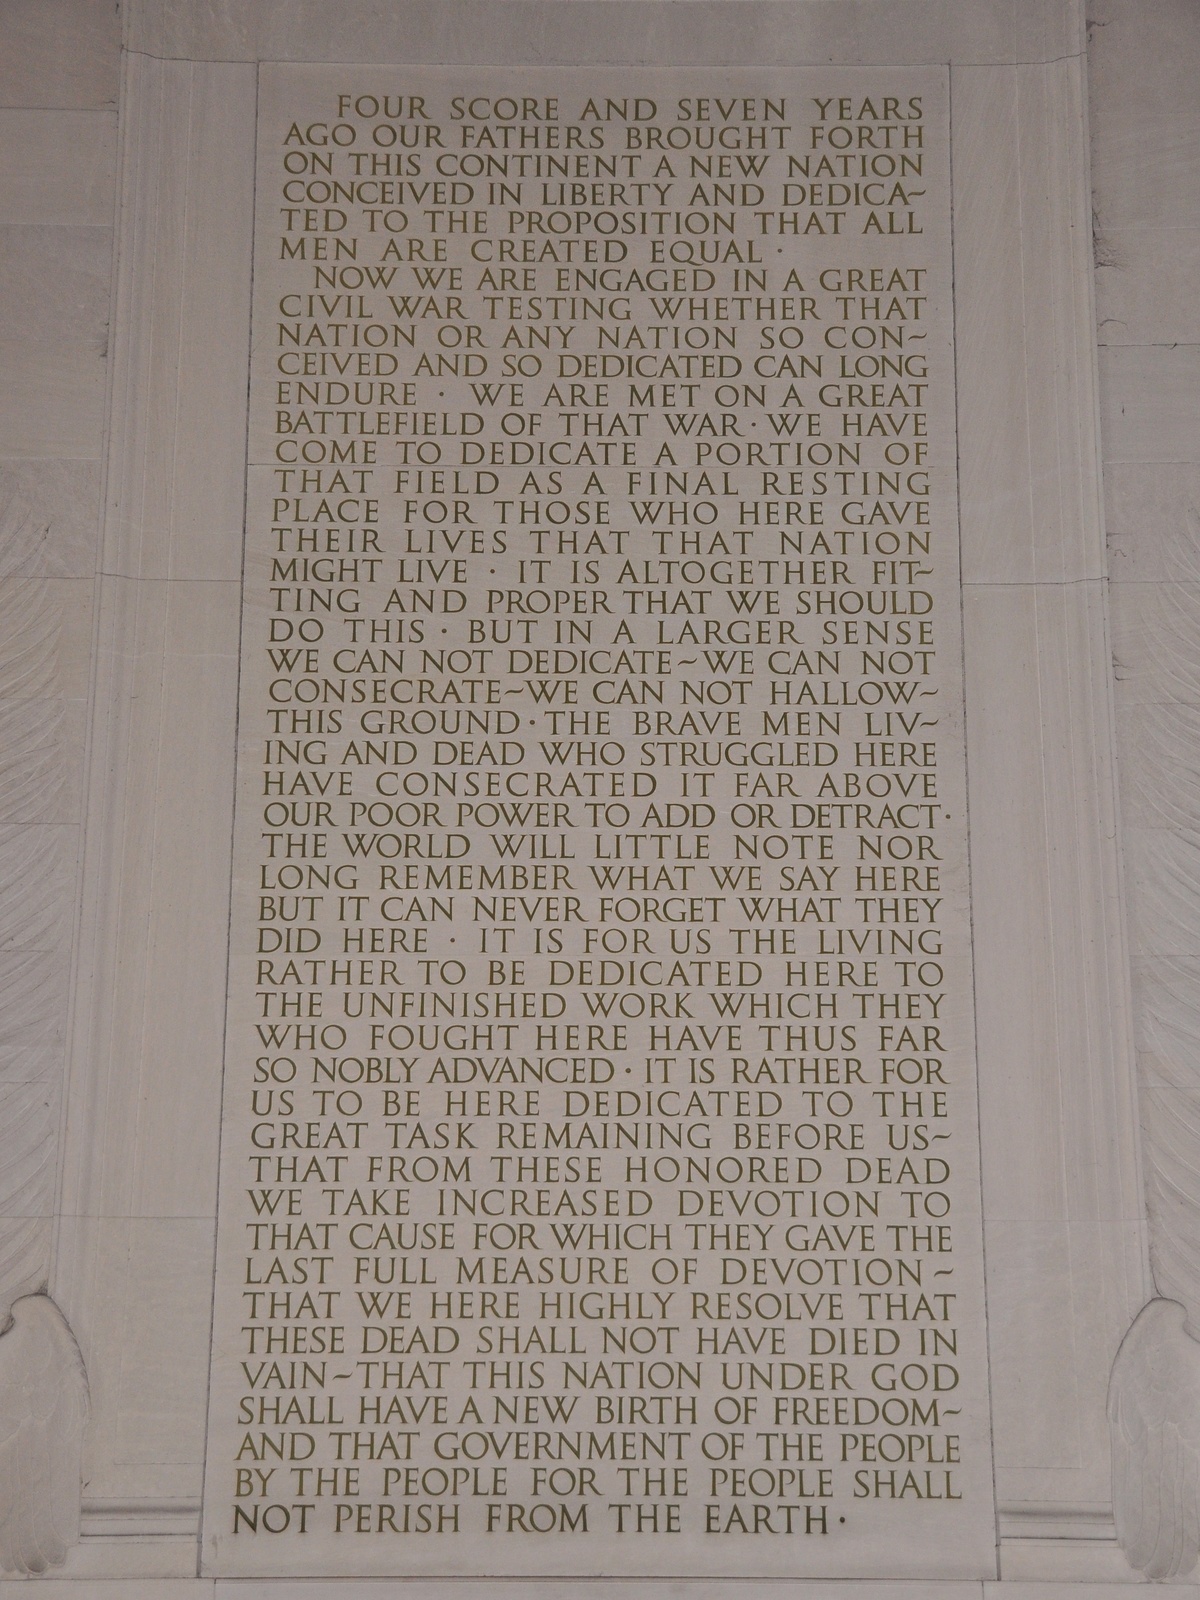 FOUR SCORE AND SEVEN YEARS
AGO OUR FATHERS BROUGHT FORTH
ON THIS CONTINENT A NEW NATION
CONCEIVED IN LIBERTY AND DEDICA~
TED TO THE PROPOSITION THAT ALL
MEN ARE CREATED EQUAL ·
NOW WE ARE ENGAGED IN A GREAT
CIVIL WAR TESTING WHETHER THAT
NATION OR ANY NATION SO CON~
CEIVED AND SO DEDICATED CAN LONG
ENDURE · WE ARE MET ON A GREAT
BATTLEFIELD OF THAT WAR · WE HAVE
COME TO DEDICATE A PORTION OF
THAT FIELD AS A FINAL RESTING
PLACE FOR THOSE WHO HERE GAVE
THEIR LIVES THAT THAT NATION
MIGHT LIVE · IT IS ALTOGETHER FIT~
TING AND PROPER THAT WE SHOULD
DO THIS · BUT IN A LARGER SENSE
WE CAN NOT DEDICATE~WE CAN NOT
CONSECRATE~WE CAN NOT HALLOW~
THIS GROUND · THE BRAVE MEN LIV~
ING AND DEAD WHO STRUGGLED HERE
HAVE CONSECRATED IT FAR ABOVE
OUR POOR POWER TO ADD OR DETRACT ·
THE WORLD WILL LITTLE NOTE NOR
LONG REMEMBER WHAT WE SAY HERE
BUT IT CAN NEVER FORGET WHAT THEY
DID HERE · IT IS FOR US THE LIVING
RATHER TO BE DEDICATED HERE TO
THE UNFINISHED WORK WHICH THEY
WHO FOUGHT HERE HAVE THUS FAR
SO NOBLY ADVANCED · IT IS RATHER FOR
US TO BE HERE DEDICATED TO THE
GREAT TASK REMAINING BEFORE US~
THAT FROM THESE HONORED DEAD
WE TAKE INCREASED DEVOTION TO
THAT CAUSE FOR WHICH THEY GAVE THE
LAST FULL MEASURE OF DEVOTION ~
THAT WE HERE HIGHLY RESOLVE THAT
THESE DEAD SHALL NOT HAVE DIED IN
VAIN~THAT THIS NATION UNDER GOD
SHALL HAVE A NEW BIRTH OF FREEDOM~
AND THAT GOVERNMENT OF THE PEOPLE
BY THE PEOPLE FOR THE PEOPLE SHALL
NOT PERISH FROM THE EARTH ·